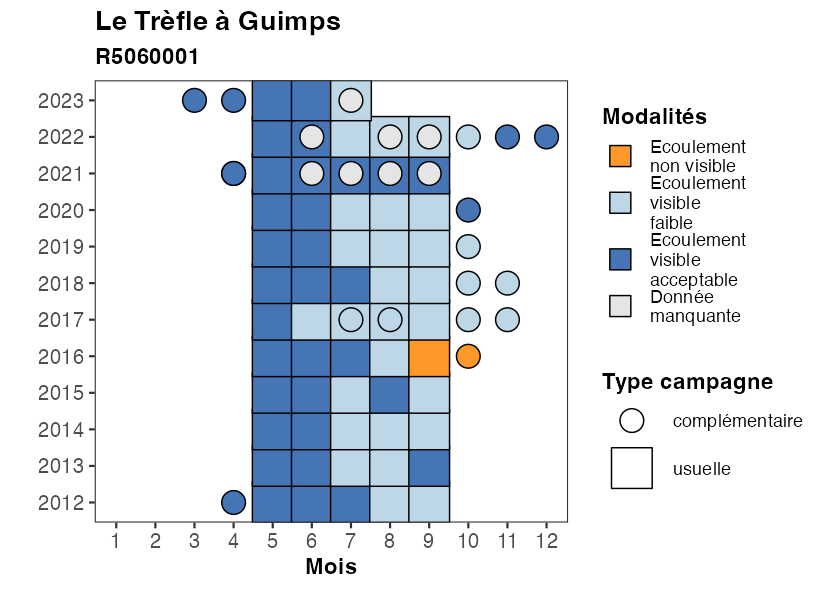 Le Trèfle à Guimps
R5060001
2023
2022
2021
2020
2019
2018
2017
2016
2015
2014
2013
2012
1 2 3 4 5 6 7 8 9 10 11 12
Mois
Modalités
Ecoulement
non visible
Ecoulement
visible
faible
Ecoulement
visible
acceptable
Donnée
manquante
Type campagne
complémentaire
usuelle